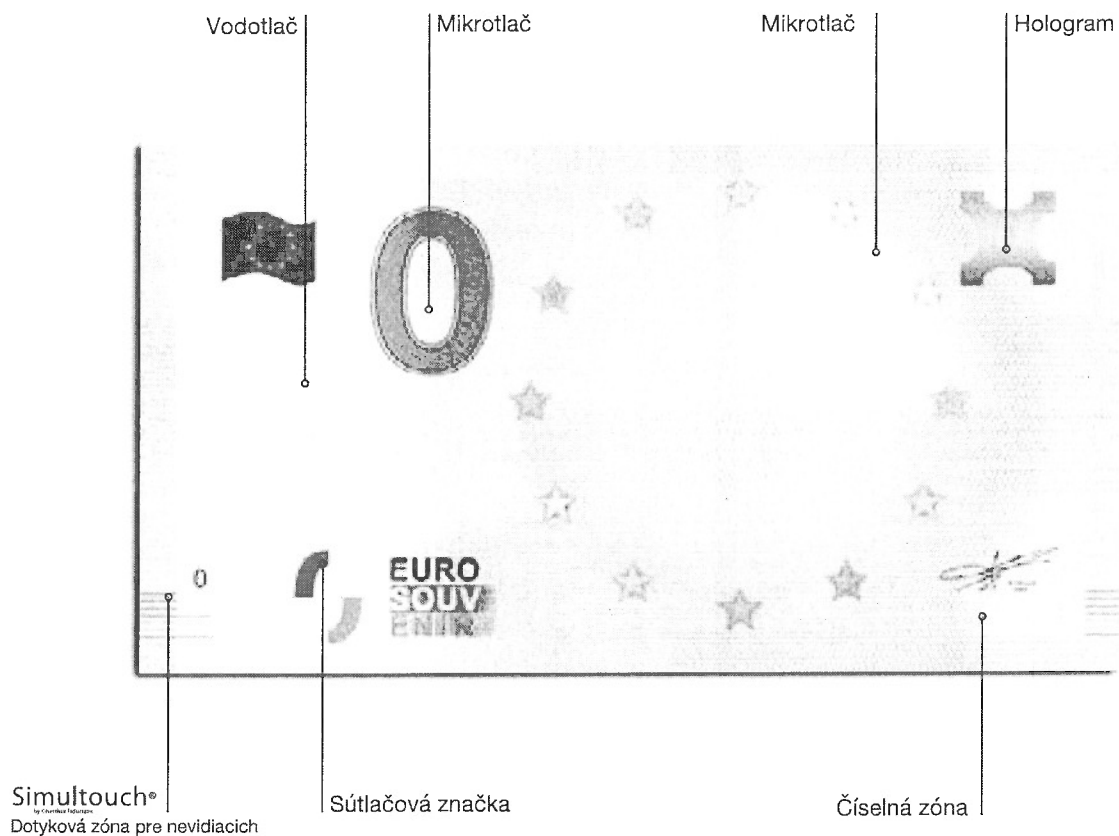 Vodotlač
Mikrotlač
Mikrotlač
Hologram
0
0
EURO
SOUV
ENIR
Simultouch®
Dotyková zóna pre nevidiacich
Sútlačová značka
Číselná zóna